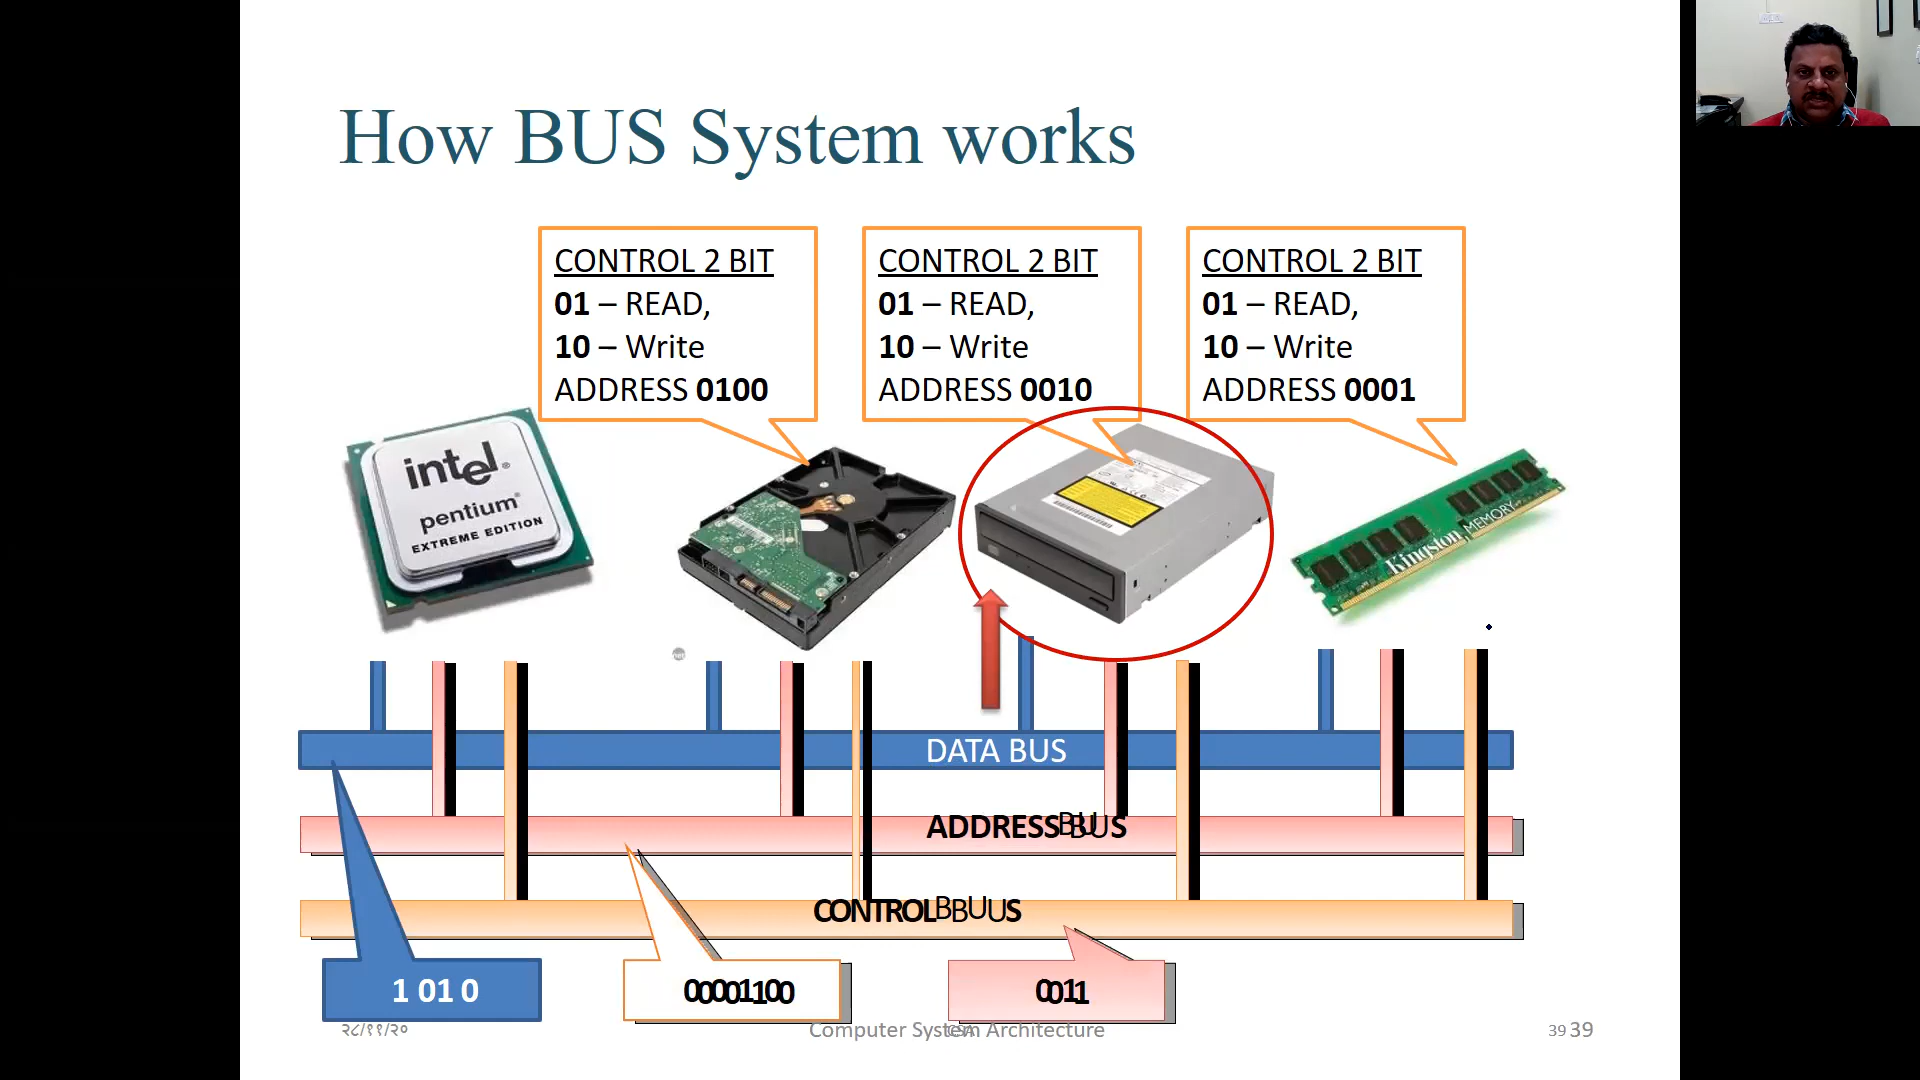 How BUS System works
CONTROL 2 BIT
01 – READ,
10 – Write
ADDRESS 0100
CONTROL 2 BIT
01 – READ,
10 – Write
ADDRESS 0010
CONTROL 2 BIT
01 – READ,
10 – Write
ADDRESS 0001
intel
pentium
EXTREME EDITION
Kingston
MEMORY
DATA BUS
ADDRESS BUS
CONTROL BUS
1 01 0
२८/११/२०
Computer System Architecture
CSA
39
39